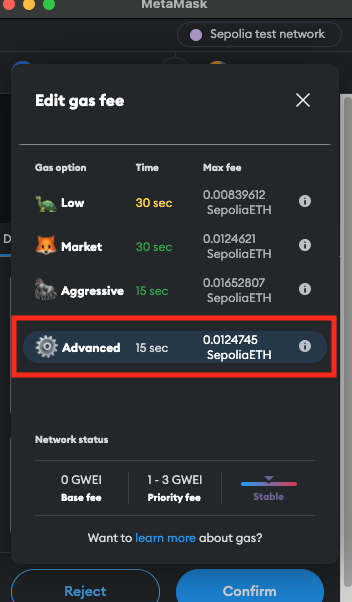 MetaMask
Sepolia test network
Edit gas fee
Gas option Time Max fee
Low 30 sec 0.00839612 SepoliaETH
Market 30 sec 0.0124621 SepoliaETH
Aggressive 15 sec 0.01652807 SepoliaETH
Advanced 15 sec 0.0124745 SepoliaETH
Network status
0 GWEI 1 - 3 GWEI
Base fee Priority fee Stable
Want to learn more about gas?
Reject Confirm